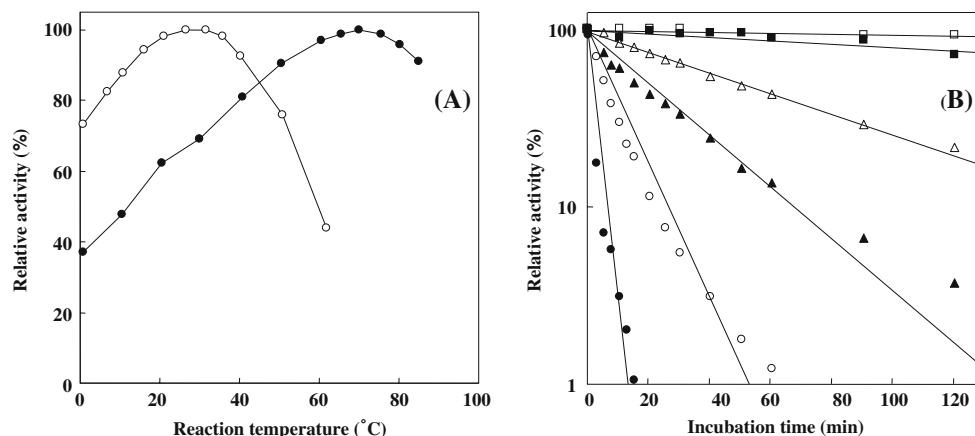 100
80
60
40
20
0
Relative activity (%)
0 20 40 60 80 100
Reaction temperature (˚C)
(A)
100
10
1
Relative activity (%)
0 20 40 60 80 100 120
Incubation time (min)
(B)